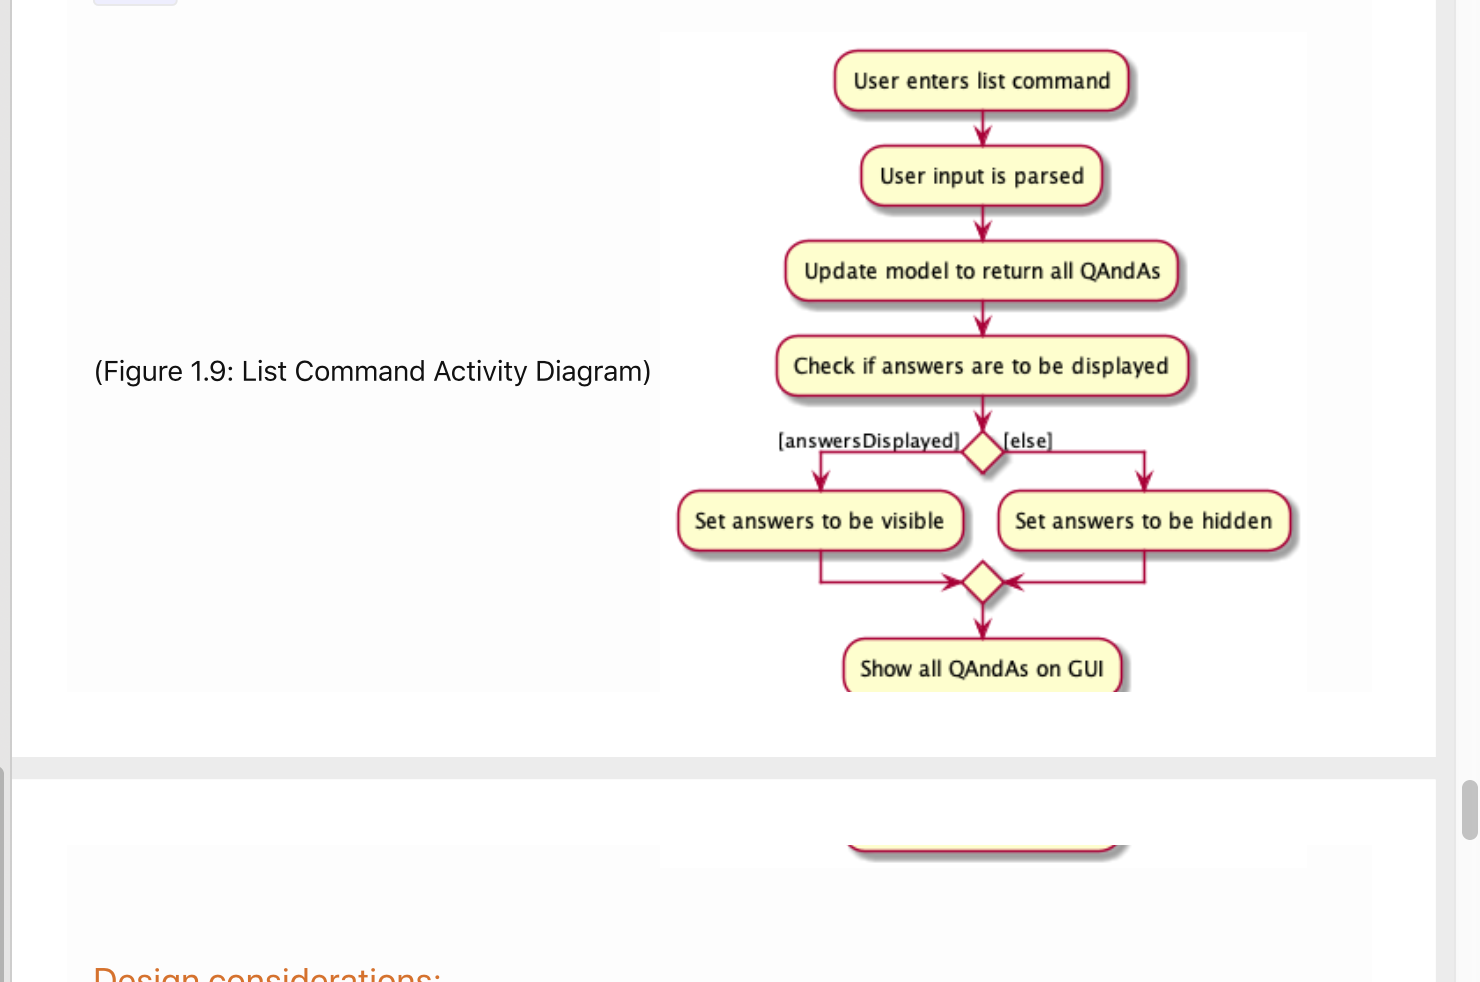 User enters list command
User input is parsed
Update model to return all QAndAs
(Figure 1.9: List Command Activity Diagram)
Check if answers are to be displayed
[answersDisplayed]
[else]
Set answers to be visible
Set answers to be hidden
Show all QAndAs on GUI
Design considerations: